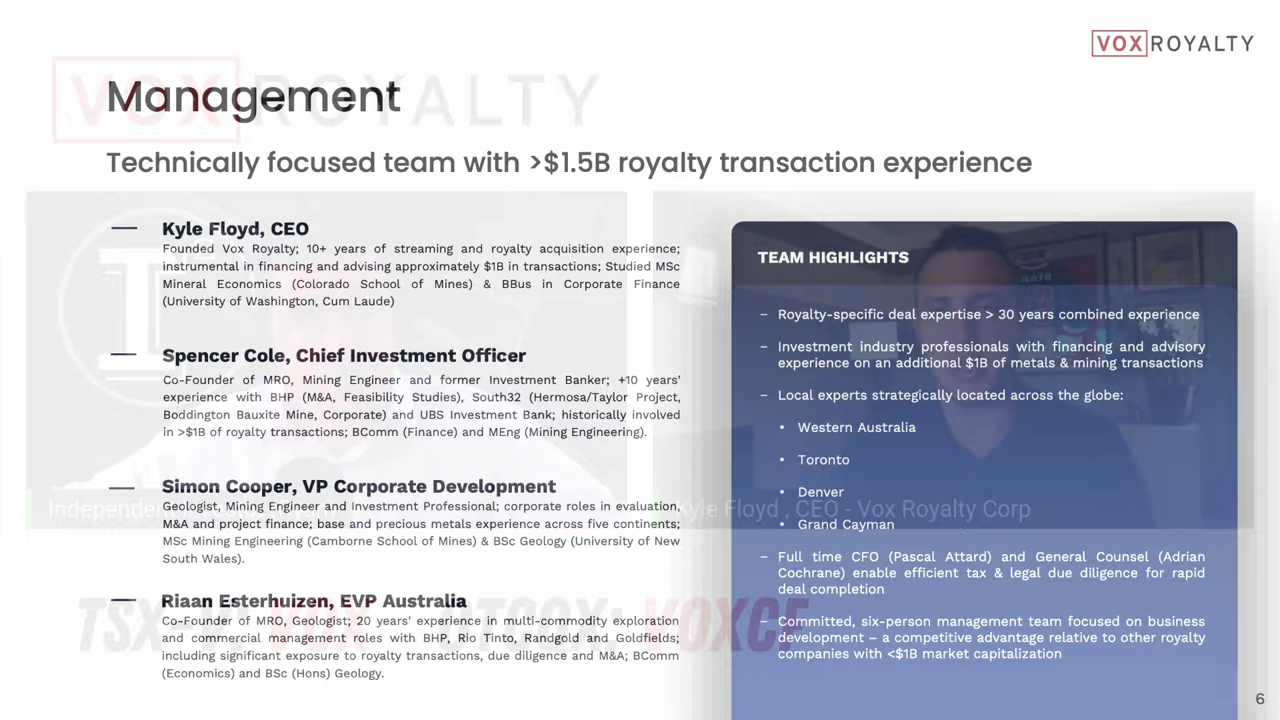 VOX ROYALTY
VOX ROYALTY
Management
Technically focused team with >$1.5B royalty transaction experience
Kyle Floyd, CEO
Founded Vox Royalty; 10+ years of streaming and royalty acquisition experience;
instrumental in financing and advising approximately $1B in transactions; Studied MSc
Mineral Economics (Colorado School of Mines) & BBus in Corporate Finance
(University of Washington, Cum Laude)
Spencer Cole, Chief Investment Officer
Co-Founder of MRO, Mining Engineer and former Investment Banker; +10 years'
experience with BHP (M&A, Feasibility Studies), South32 (Hermosa/Taylor Project,
Boddington Bauxite Mine, Corporate) and UBS Investment Bank; historically involved
in >$1B of royalty transactions; BComm (Finance) and MEng (Mining Engineering).
Simon Cooper, VP Corporate Development
Geologist, Mining Engineer and Investment Professional; corporate roles in evaluation,
M&A and project finance; base and precious metals experience across five continents;
MSc Mining Engineering (Camborne School of Mines) & BSc Geology (University of New
South Wales).
Riaan Esterhuizen, EVP Australia
Co-Founder of MRO, Geologist; 20 years' experience in multi-commodity exploration
and commercial management roles with BHP, Rio Tinto, Randgold and Goldfields;
including significant exposure to royalty transactions, due diligence and M&A; BComm
(Economics) and BSc (Hons) Geology.
TEAM HIGHLIGHTS
– Royalty-specific deal expertise > 30 years combined experience
– Investment industry professionals with financing and advisory
experience on an additional $1B of metals & mining transactions
– Local experts strategically located across the globe:
• Western Australia
• Toronto
• Denver
• Grand Cayman
– Full time CFO (Pascal Attard) and General Counsel (Adrian
Cochrane) enable efficient tax & legal due diligence for rapid
deal completion
– Committed, six-person management team focused on business
development – a competitive advantage relative to other royalty
companies with <$1B market capitalization
Independent
Kyle Floyd , CEO - Vox Royalty Corp
TSX-V: VOX OTCQX: VOXCF
6